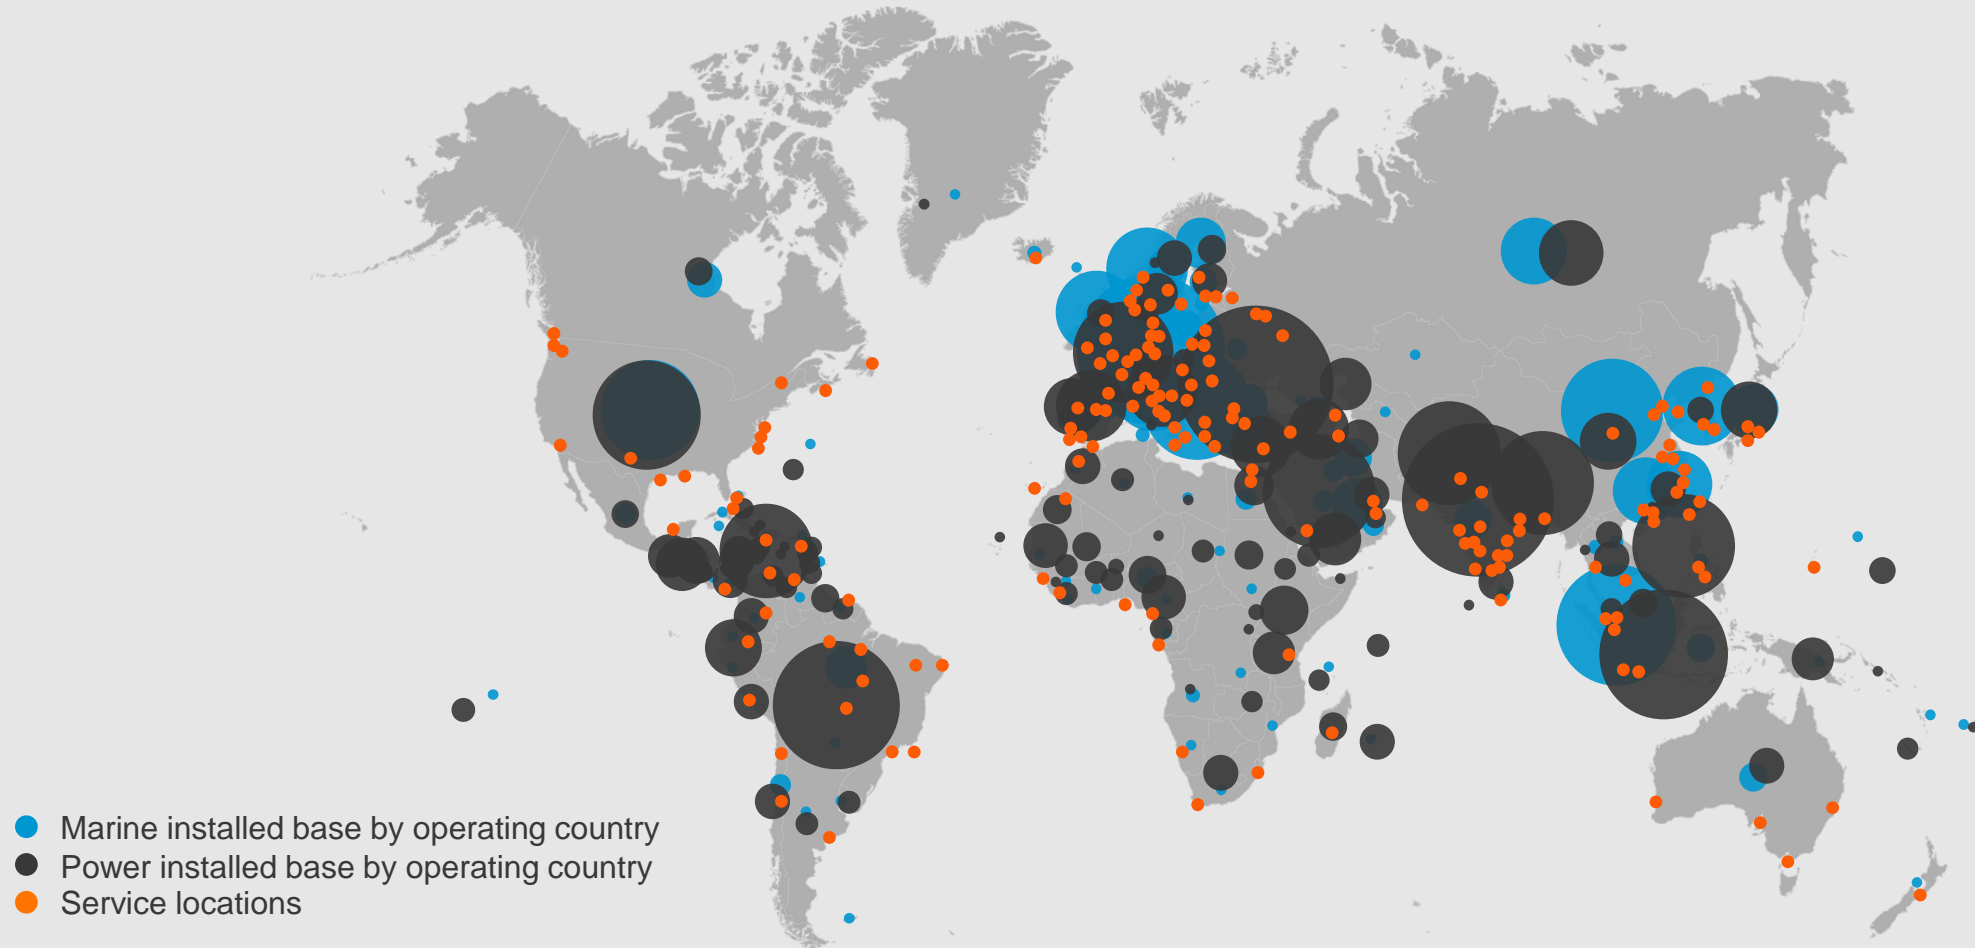 Marine installed base by operating country
Power installed base by operating country
Service locations